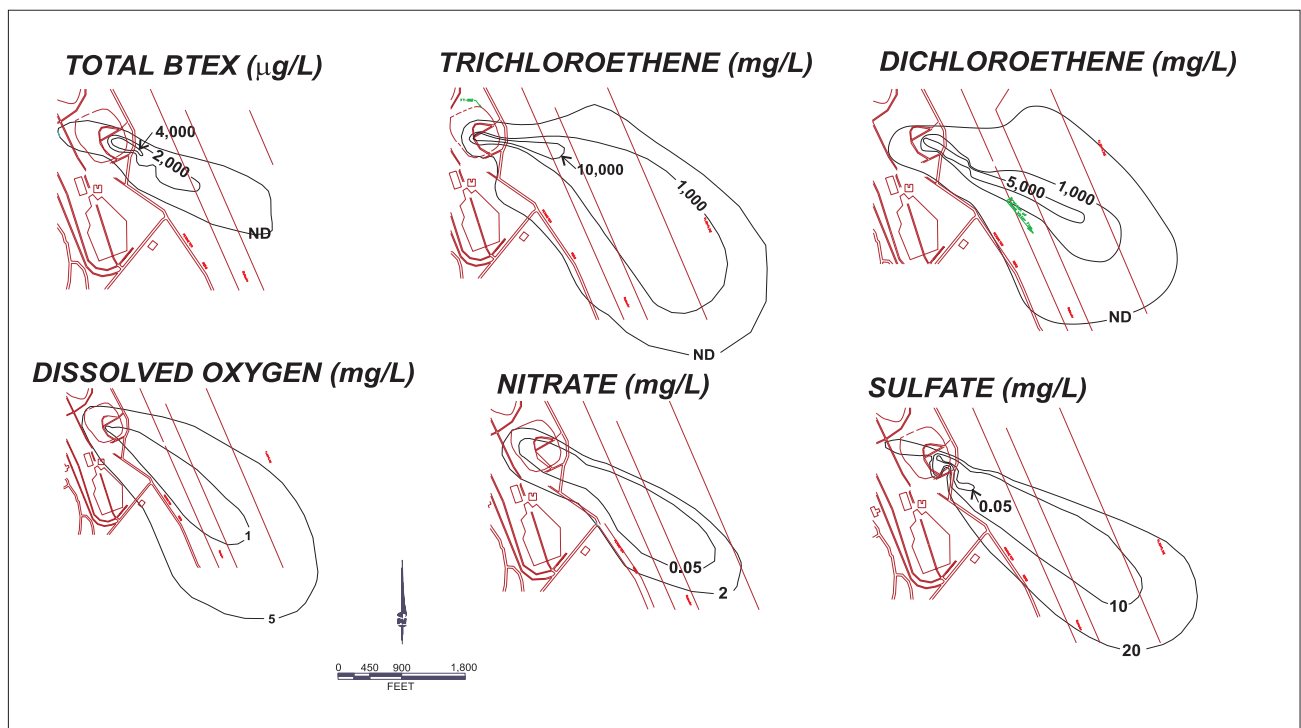 TOTAL BTEX (µg/L)
TRICHLOROETHENE (mg/L)
DICHLOROETHENE (mg/L)
4,000
2,000
ND
10,000
1,000
ND
5,000
1,000
ND
DISSOLVED OXYGEN (mg/L)
NITRATE (mg/L)
SULFATE (mg/L)
1
5
0.05
2
0.05
10
20
0 450 900 1,800
FEET